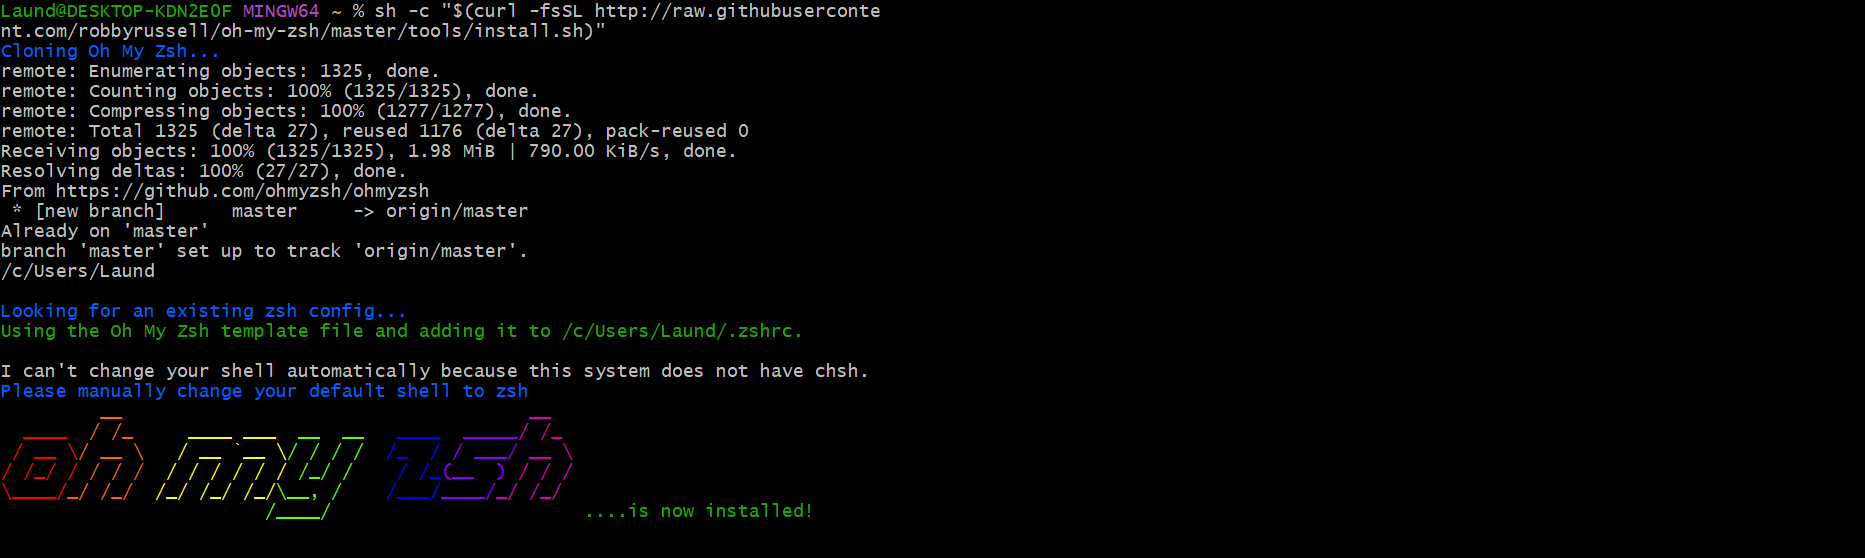 Laund@DESKTOP-KDN2E0F MINGW64 ~ % sh -c "$(curl -fsSL http://raw.githubuserconte
nt.com/robbyrussell/oh-my-zsh/master/tools/install.sh)"
Cloning Oh My Zsh...
remote: Enumerating objects: 1325, done.
remote: Counting objects: 100% (1325/1325), done.
remote: Compressing objects: 100% (1277/1277), done.
remote: Total 1325 (delta 27), reused 1176 (delta 27), pack-reused 0
Receiving objects: 100% (1325/1325), 1.98 MiB | 790.00 KiB/s, done.
Resolving deltas: 100% (27/27), done.
From https://github.com/ohmyzsh/ohmyzsh
 * [new branch]      master     -> origin/master
Already on 'master'
branch 'master' set up to track 'origin/master'.
/c/Users/Laund
Looking for an existing zsh config...
Using the Oh My Zsh template file and adding it to /c/Users/Laund/.zshrc.
I can't change your shell automatically because this system does not have chsh.
Please manually change your default shell to zsh
oh my zsh
....is now installed!